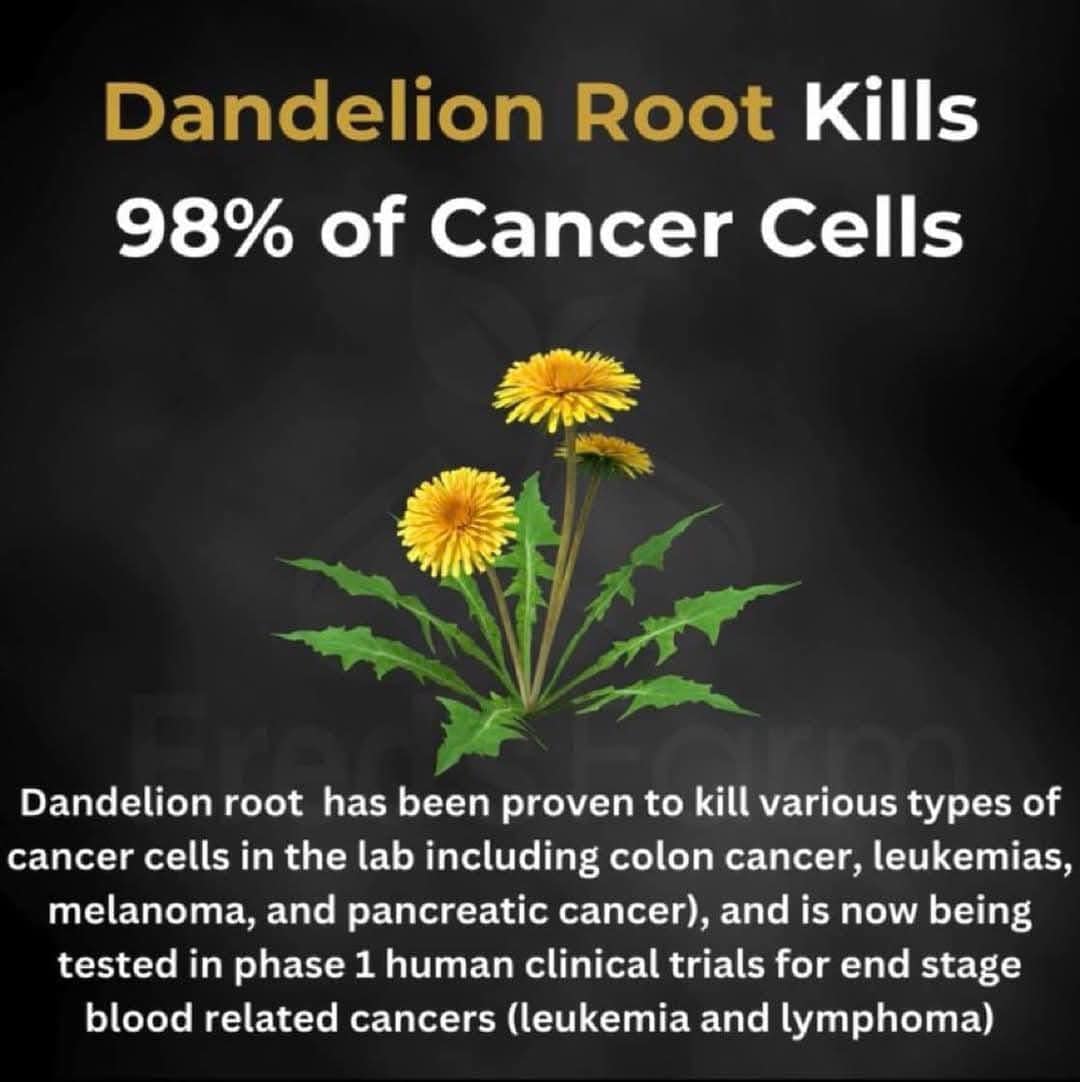 Dandelion Root Kills
98% of Cancer Cells
Fred's Farm
Dandelion root has been proven to kill various types of
cancer cells in the lab including colon cancer, leukemias,
melanoma, and pancreatic cancer), and is now being
tested in phase 1 human clinical trials for end stage
blood related cancers (leukemia and lymphoma)